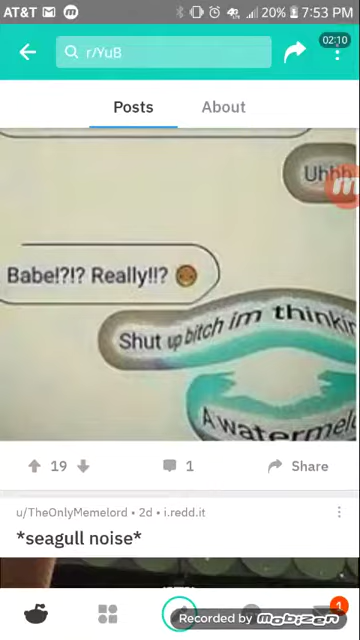 AT&T 20% 7:53 PM
r/YuB
02:10
Posts About
Uhhh
Babe!?!? Really!!?
Shut up bitch im thinkin
A watermel
19 1 Share
u/TheOnlyMemelord • 2d • i.redd.it
*seagull noise*
1
Recorded by Mobizen